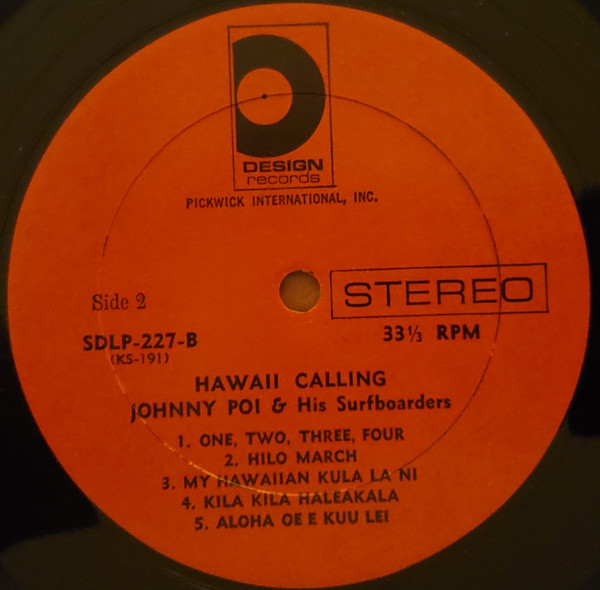 DESIGN
records
PICKWICK INTERNATIONAL, INC.
STEREO
Side 2
SDLP-227-B
33⅓ RPM
(KS-191)
HAWAII CALLING
JOHNNY POI & His Surfboarders
1. ONE, TWO, THREE, FOUR
2. HILO MARCH
3. MY HAWAIIAN KULA LA NI
4. KILA KILA HALEAKALA
5. ALOHA OE E KUU LEI